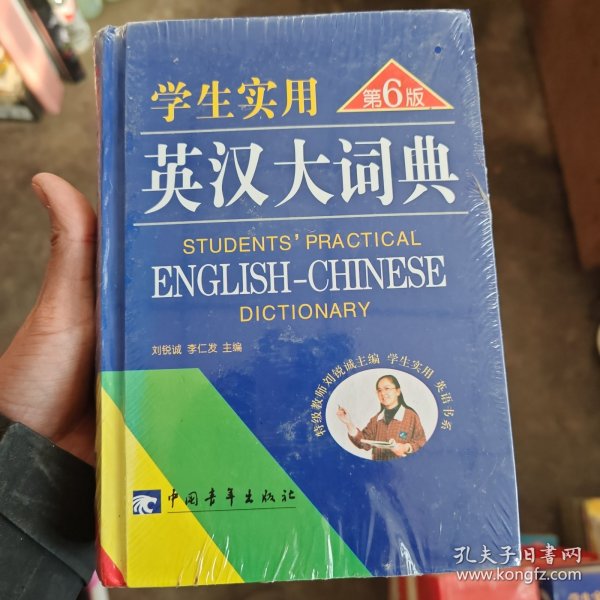 学生实用
第6版
英汉大词典
STUDENTS' PRACTICAL
ENGLISH-CHINESE
DICTIONARY
刘锐诚 李仁发 主编
特级教师刘锐诚主编 学生实用 英语书系
中国青年出版社
孔夫子旧书网
www.kongfz.com